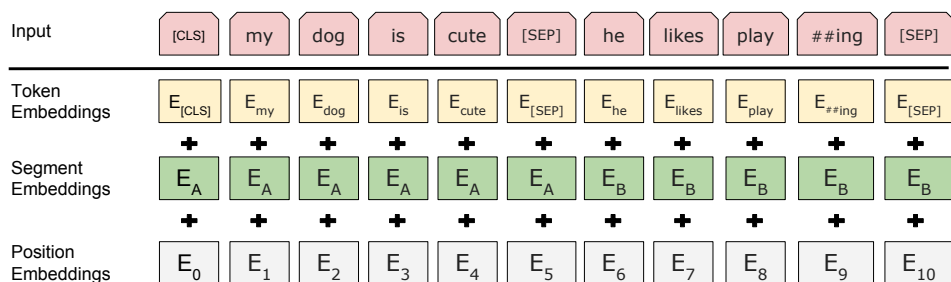 Input [CLS] my dog is cute [SEP] he likes play ##ing [SEP]
Token
Embeddings
E[CLS] Emy Edog Eis Ecute E[SEP] Ehe Elikes Eplay E##ing E[SEP]
+ + + + + + + + + + +
Segment
Embeddings
EA EA EA EA EA EA EB EB EB EB EB
+ + + + + + + + + + +
Position
Embeddings
E0 E1 E2 E3 E4 E5 E6 E7 E8 E9 E10